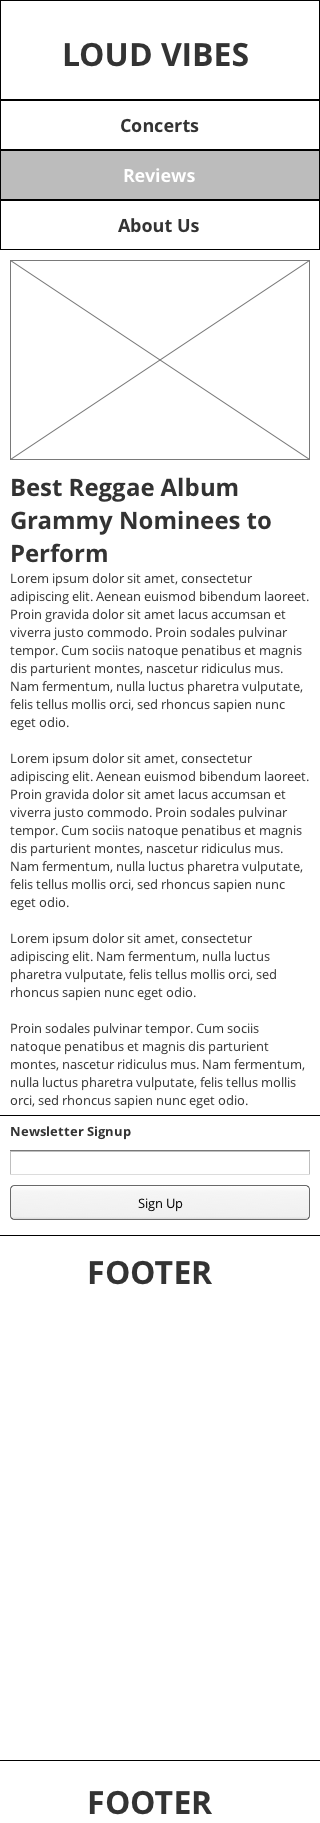 LOUD VIBES
Concerts
Reviews
About Us
Best Reggae Album
Grammy Nominees to
Perform
Lorem ipsum dolor sit amet, consectetur
adipiscing elit. Aenean euismod bibendum laoreet.
Proin gravida dolor sit amet lacus accumsan et
viverra justo commodo. Proin sodales pulvinar
tempor. Cum sociis natoque penatibus et magnis
dis parturient montes, nascetur ridiculus mus.
Nam fermentum, nulla luctus pharetra vulputate,
felis tellus mollis orci, sed rhoncus sapien nunc
eget odio.
Lorem ipsum dolor sit amet, consectetur
adipiscing elit. Aenean euismod bibendum laoreet.
Proin gravida dolor sit amet lacus accumsan et
viverra justo commodo. Proin sodales pulvinar
tempor. Cum sociis natoque penatibus et magnis
dis parturient montes, nascetur ridiculus mus.
Nam fermentum, nulla luctus pharetra vulputate,
felis tellus mollis orci, sed rhoncus sapien nunc
eget odio.
Lorem ipsum dolor sit amet, consectetur
adipiscing elit. Nam fermentum, nulla luctus
pharetra vulputate, felis tellus mollis orci, sed
rhoncus sapien nunc eget odio.
Proin sodales pulvinar tempor. Cum sociis
natoque penatibus et magnis dis parturient
montes, nascetur ridiculus mus. Nam fermentum,
nulla luctus pharetra vulputate, felis tellus mollis
orci, sed rhoncus sapien nunc eget odio.
Newsletter Signup
Sign Up
FOOTER
FOOTER